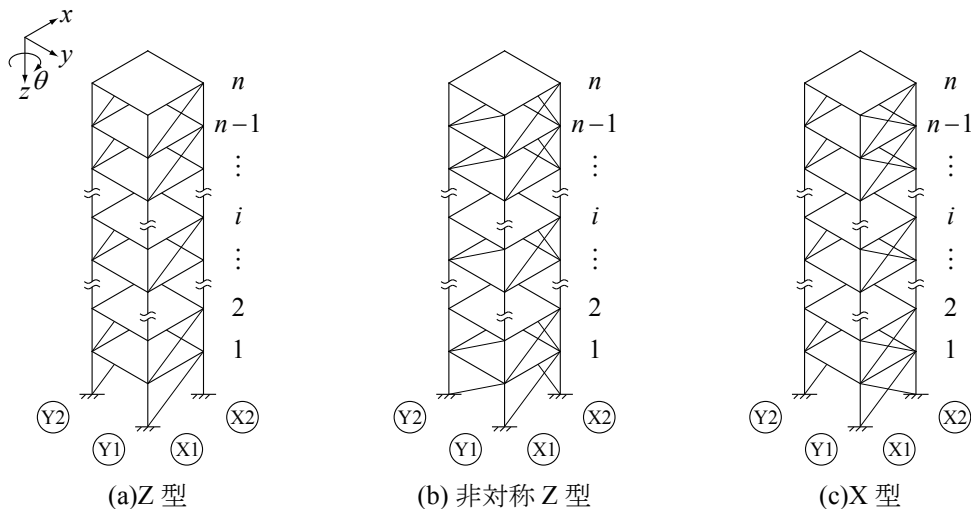 x
y
z
θ
n
n−1
⋮
i
⋮
2
1
Y2
X2
Y1
X1
(a)Z 型
n
n−1
⋮
i
⋮
2
1
Y2
X2
Y1
X1
(b) 非対称 Z 型
n
n−1
⋮
i
⋮
2
1
Y2
X2
Y1
X1
(c)X 型